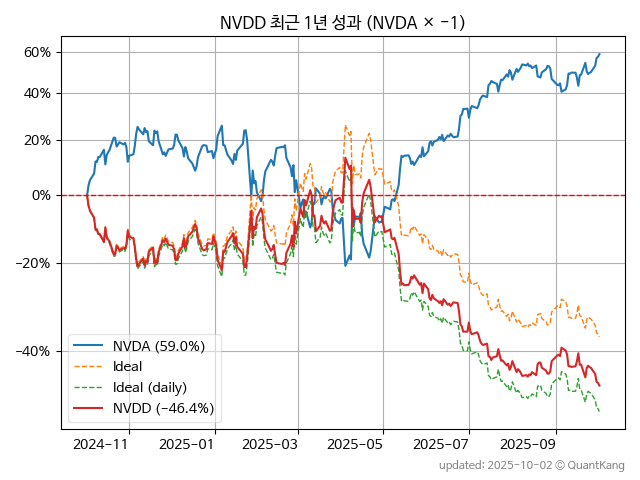 NVDD 최근 1년 성과 (NVDA × −1)
60%
40%
20%
0%
−20%
−40%
NVDA (59.0%)
Ideal
Ideal (daily)
NVDD (−46.4%)
2024-11
2025-01
2025-03
2025-05
2025-07
2025-09
updated: 2025-10-02 © QuantKang